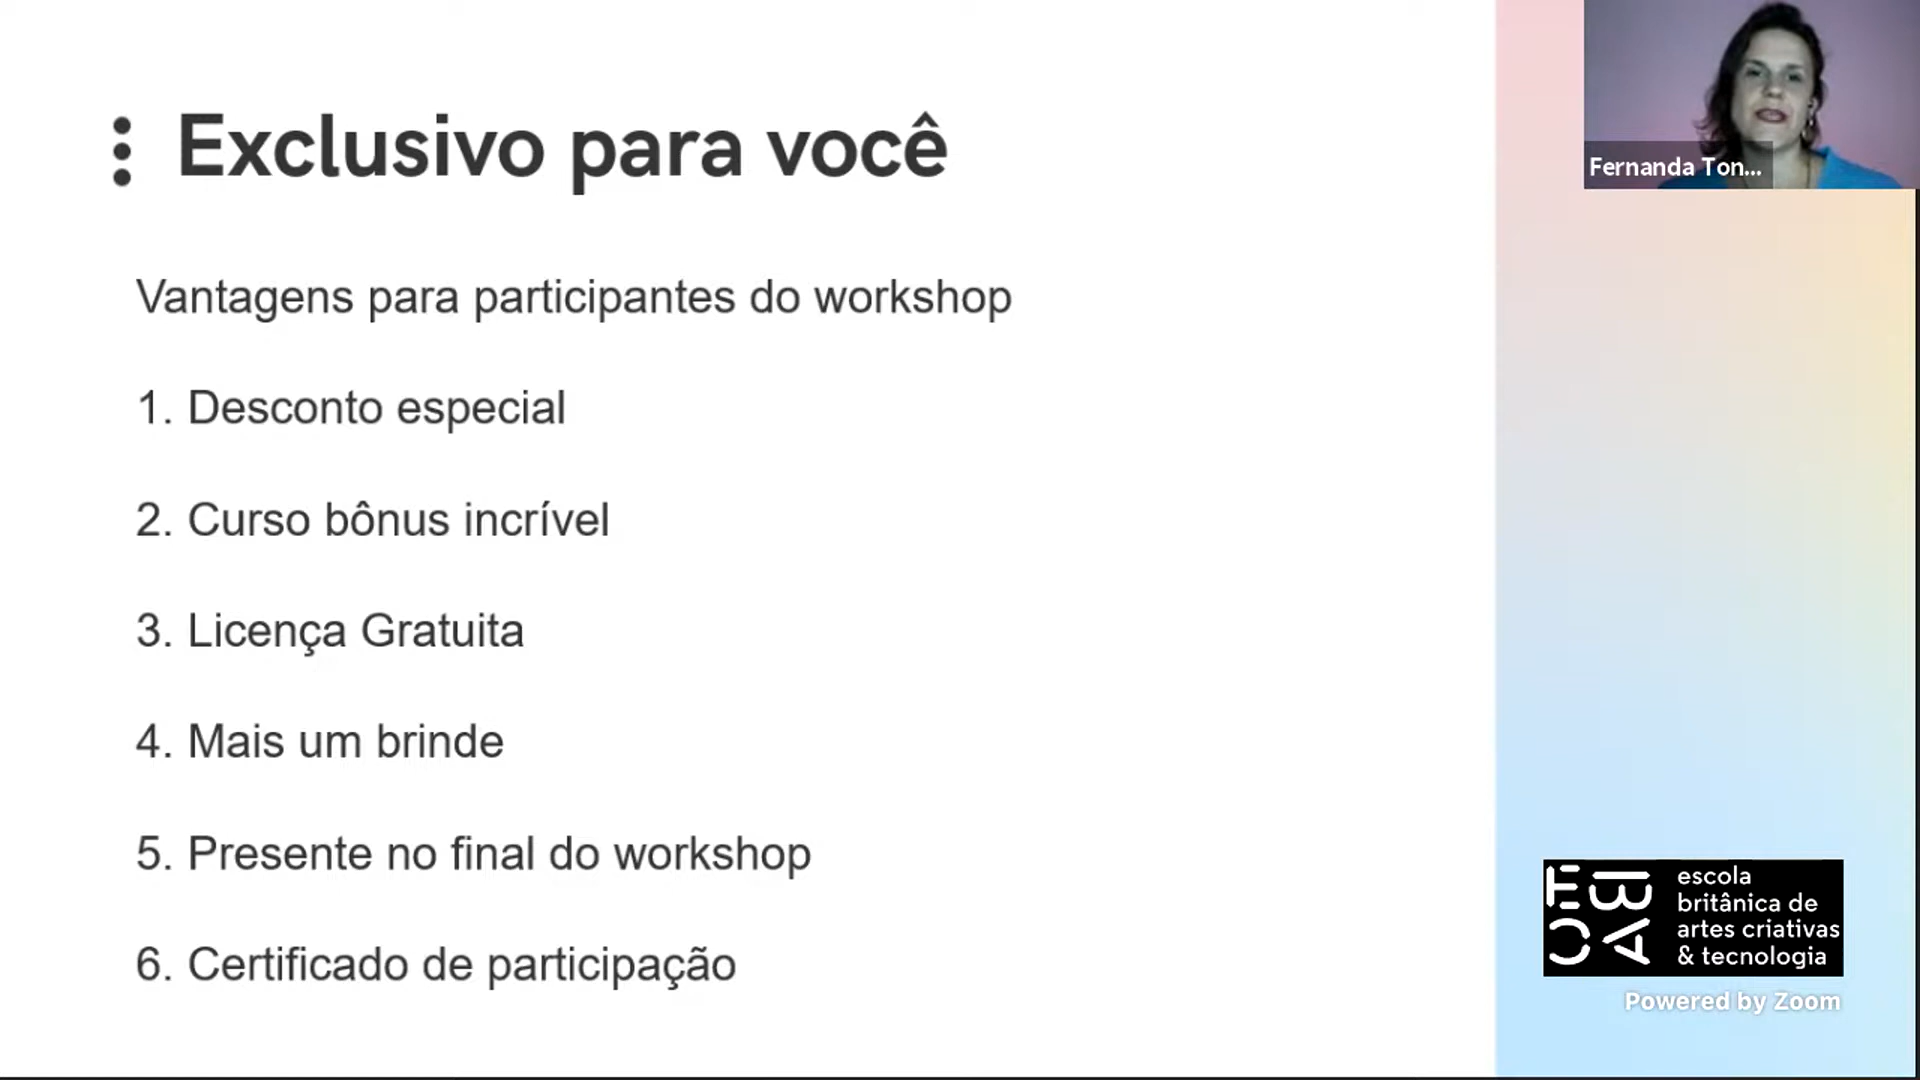 Exclusivo para você
Fernanda Ton...
Vantagens para participantes do workshop
1. Desconto especial
2. Curso bônus incrível
3. Licença Gratuita
4. Mais um brinde
5. Presente no final do workshop
6. Certificado de participação
EBAC
escola
britânica de
artes criativas
& tecnologia
Powered by Zoom